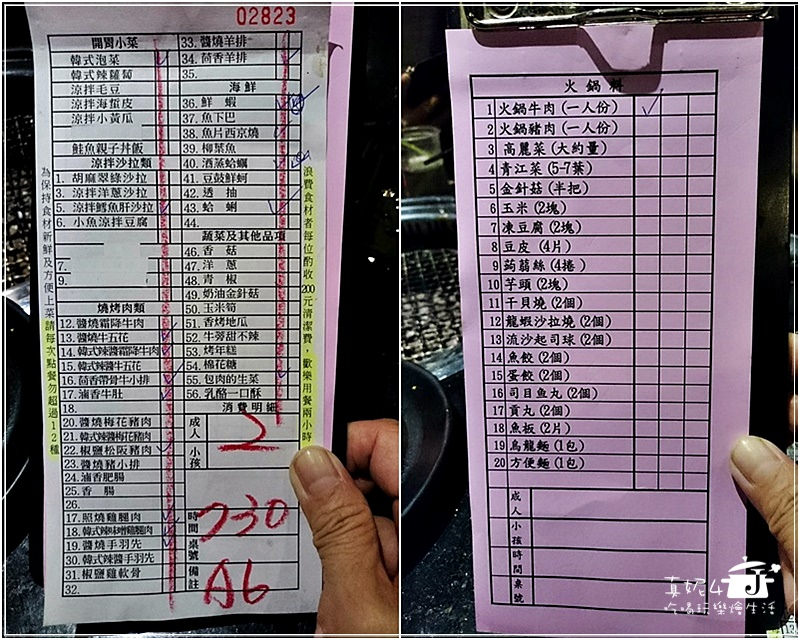 02823
開胃小菜
韓式泡菜
韓式辣蘿蔔
涼拌毛豆
涼拌海蜇皮
涼拌小黃瓜
鮭魚親子丼飯
涼拌沙拉類
1. 胡麻翠綠沙拉
3. 涼拌洋蔥沙拉
5. 涼拌鱈魚肝沙拉
6. 小魚涼拌豆腐
7.
9.
燒烤肉類
12. 醬燒霜降牛肉
13. 醬燒牛五花
14. 韓式辣醬霜降牛肉
15. 韓式辣醬牛五花
16. 茴香帶骨牛小排
17. 滷香牛肚
18.
20. 醬燒梅花豬肉
21. 韓式辣醬梅花豬肉
22. 椒鹽松阪豬肉
23. 醬燒豬小排
24. 滷香肥腸
25. 香腸
26.
17. 照燒雞腿肉
18. 韓式辣味噌雞腿肉
19. 醬燒手羽先
30. 韓式辣醬手羽先
31. 椒鹽雞軟骨
32.
33. 醬燒羊排
34. 茴香羊排
35.
海鮮
36. 鮮蝦
37. 魚下巴
38. 魚片西京燒
39. 柳葉魚
40. 酒蒸蛤蠣
41. 豆鼓鮮蚵
42. 透抽
43. 蛤蜊
44.
蔬菜及其他品項
46. 香菇
47. 洋蔥
48. 青椒
49. 奶油金針菇
50. 玉米筍
51. 香烤地瓜
52. 牛蒡甜不辣
53. 烤年糕
54. 棉花糖
55. 包肉的生菜
56. 乳酪一口酥
消費明細
成人 2
小孩
時間 730
桌號 A6
備註
為保持食材新鮮及方便上菜請每次點餐勿超過12種
浪費食材者每位酌收200元清潔費，歡樂用餐兩小時
火鍋料
1 火鍋牛肉 (一人份)
2 火鍋豬肉 (一人份)
3 高麗菜 (大約量)
4 青江菜 (5-7葉)
5 金針菇 (半把)
6 玉米 (2塊)
7 凍豆腐 (2塊)
8 豆皮 (4片)
9 蒟蒻絲 (4捲)
10 芋頭 (2塊)
11 干貝燒 (2個)
12 龍蝦沙拉燒 (2個)
13 流沙起司球 (2個)
14 魚餃 (2個)
15 蛋餃 (2個)
16 司目魚丸 (2個)
17 貢丸 (2個)
18 魚板 (2片)
19 烏龍麵 (1包)
20 方便麵 (1包)
成人
小孩
時間
桌號
真妮4
吃喝玩樂燴生活